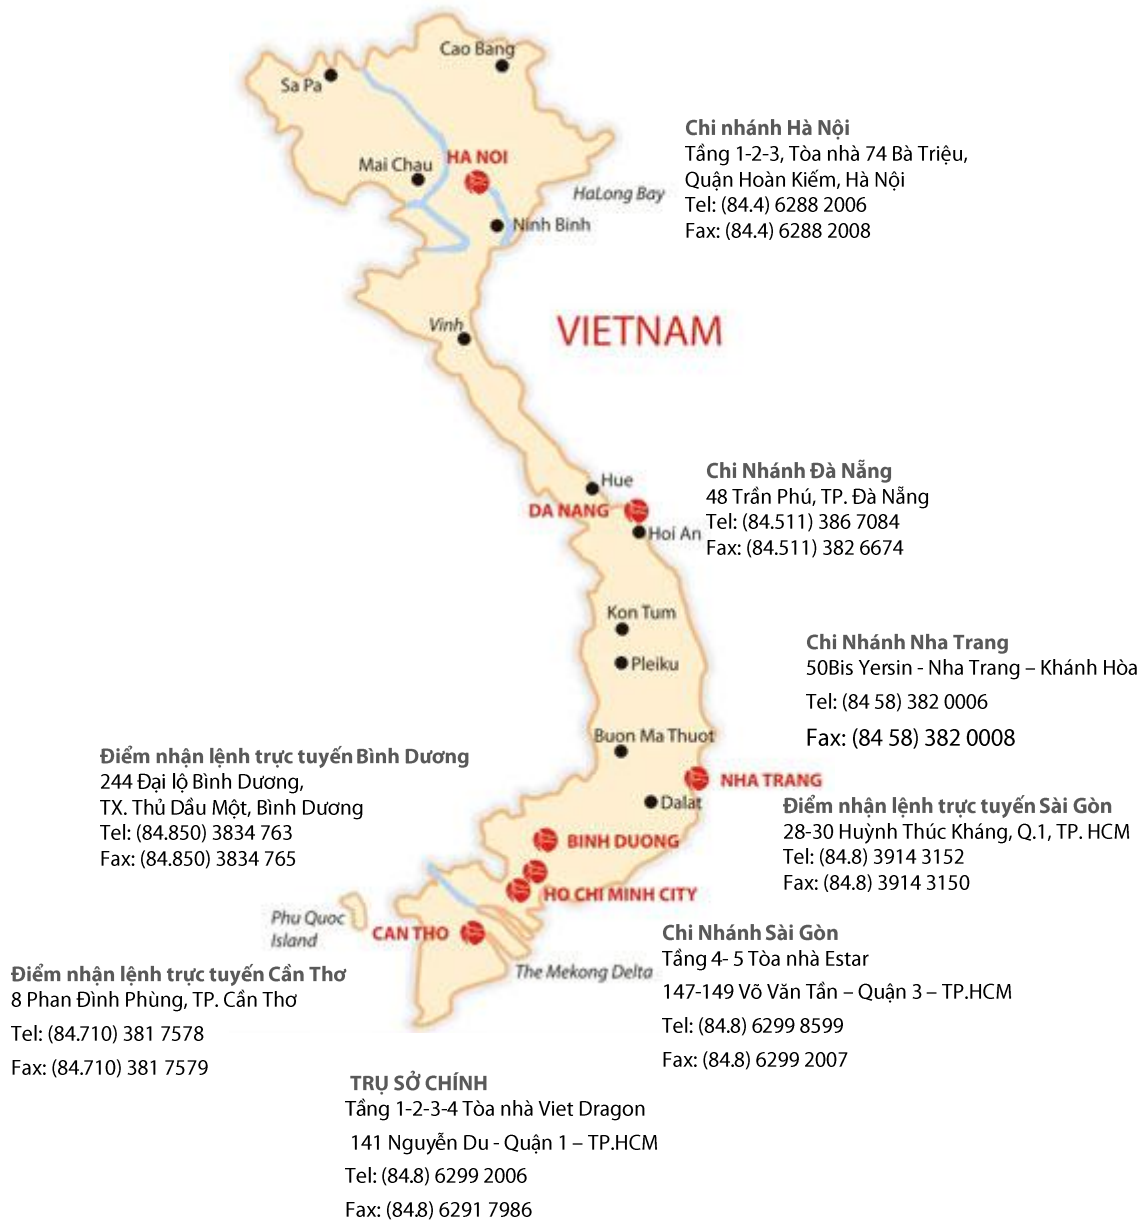 Cao Bang
Sa Pa
Mai Chau
HA NOI
HaLong Bay
Ninh Binh
Chi nhánh Hà Nội
Tầng 1-2-3, Tòa nhà 74 Bà Triệu,
Quận Hoàn Kiếm, Hà Nội
Tel: (84.4) 6288 2006
Fax: (84.4) 6288 2008
Vinh
VIETNAM
Hue
DA NANG
Hoi An
Chi Nhánh Đà Nẵng
48 Trần Phú, TP. Đà Nẵng
Tel: (84.511) 386 7084
Fax: (84.511) 382 6674
Kon Tum
Pleiku
Buon Ma Thuot
Chi Nhánh Nha Trang
50Bis Yersin - Nha Trang – Khánh Hòa
Tel: (84 58) 382 0006
Fax: (84 58) 382 0008
NHA TRANG
Dalat
Điểm nhận lệnh trực tuyến Bình Dương
244 Đại lộ Bình Dương,
TX. Thủ Dầu Một, Bình Dương
Tel: (84.850) 3834 763
Fax: (84.850) 3834 765
Điểm nhận lệnh trực tuyến Sài Gòn
28-30 Huỳnh Thúc Kháng, Q.1, TP. HCM
Tel: (84.8) 3914 3152
Fax: (84.8) 3914 3150
BINH DUONG
HO CHI MINH CITY
Phu Quoc
Island
CAN THO
The Mekong Delta
Chi Nhánh Sài Gòn
Tầng 4- 5 Tòa nhà Estar
147-149 Võ Văn Tần – Quận 3 – TP.HCM
Tel: (84.8) 6299 8599
Fax: (84.8) 6299 2007
Điểm nhận lệnh trực tuyến Cần Thơ
8 Phan Đình Phùng, TP. Cần Thơ
Tel: (84.710) 381 7578
Fax: (84.710) 381 7579
TRỤ SỞ CHÍNH
Tầng 1-2-3-4 Tòa nhà Viet Dragon
141 Nguyễn Du - Quận 1 – TP.HCM
Tel: (84.8) 6299 2006
Fax: (84.8) 6291 7986